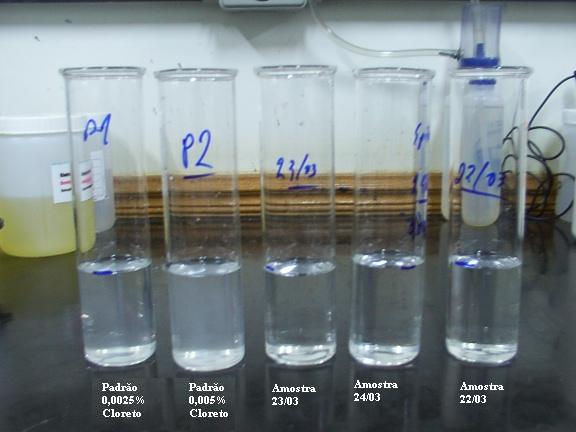 P1
P2
23/03
22/03
Padrão
0,0025%
Cloreto
Padrão
0,005%
Cloreto
Amostra
23/03
Amostra
24/03
Amostra
22/03